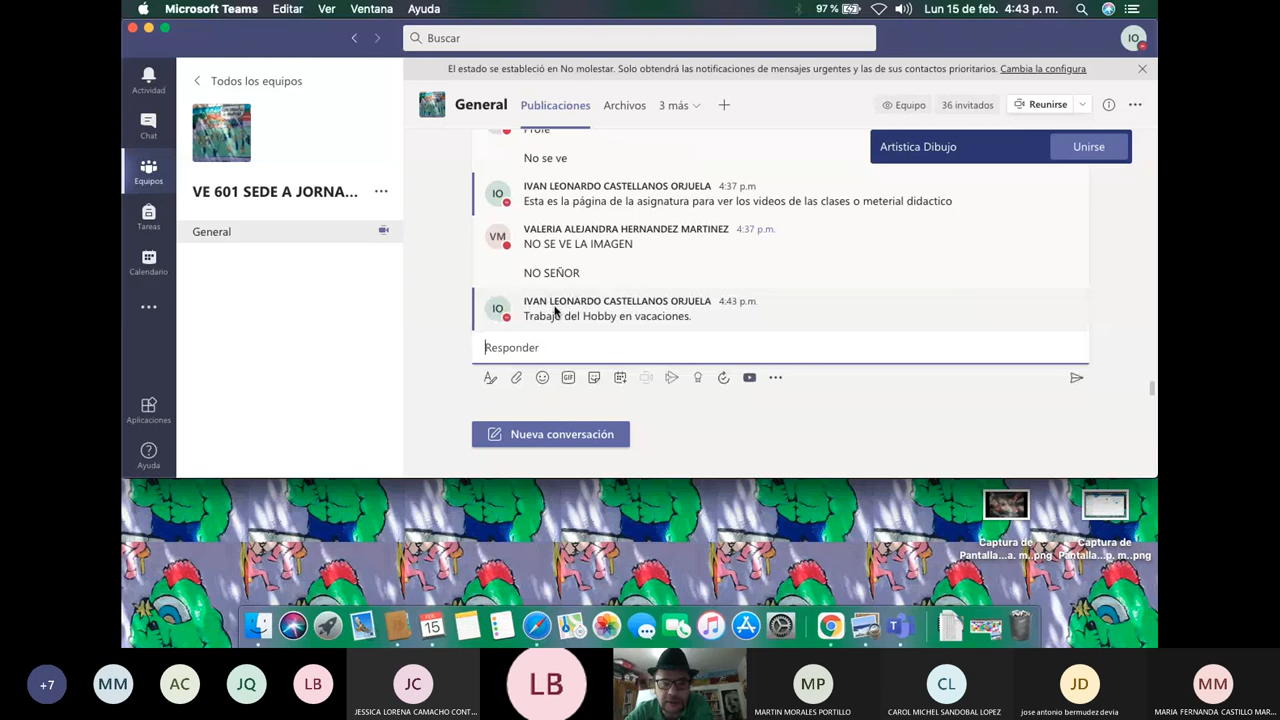 Microsoft Teams Editar Ver Ventana Ayuda 97 % Lun 15 de feb. 4:43 p. m.
Buscar
IO
El estado se estableció en No molestar. Solo obtendrá las notificaciones de mensajes urgentes y las de sus contactos prioritarios. Cambia la configura
Actividad
Chat
Equipos
Tareas
Calendario
Aplicaciones
Ayuda
Todos los equipos
VE 601 SEDE A JORNA...
General
General Publicaciones Archivos 3 más Equipo 36 invitados Reunirse
Artistica Dibujo Unirse
Profe
No se ve
IO IVAN LEONARDO CASTELLANOS ORJUELA 4:37 p.m
Esta es la página de la asignatura para ver los videos de las clases o meterial didactico
VM VALERIA ALEJANDRA HERNANDEZ MARTINEZ 4:37 p.m.
NO SE VE LA IMAGEN
NO SEÑOR
IO IVAN LEONARDO CASTELLANOS ORJUELA 4:43 p.m.
Trabajo del Hobby en vacaciones.
Responder
GIF
Nueva conversación
Captura de Pantalla...a. m..png
Captura de Pantalla...p. m..png
15
+7 MM AC JQ LB JC LB MP CL JD MM
JESSICA LORENA CAMACHO CONT... MARTIN MORALES PORTILLO CAROL MICHEL SANDOBAL LOPEZ jose antonio bermudez devia MARIA FERNANDA CASTILLO MAR...